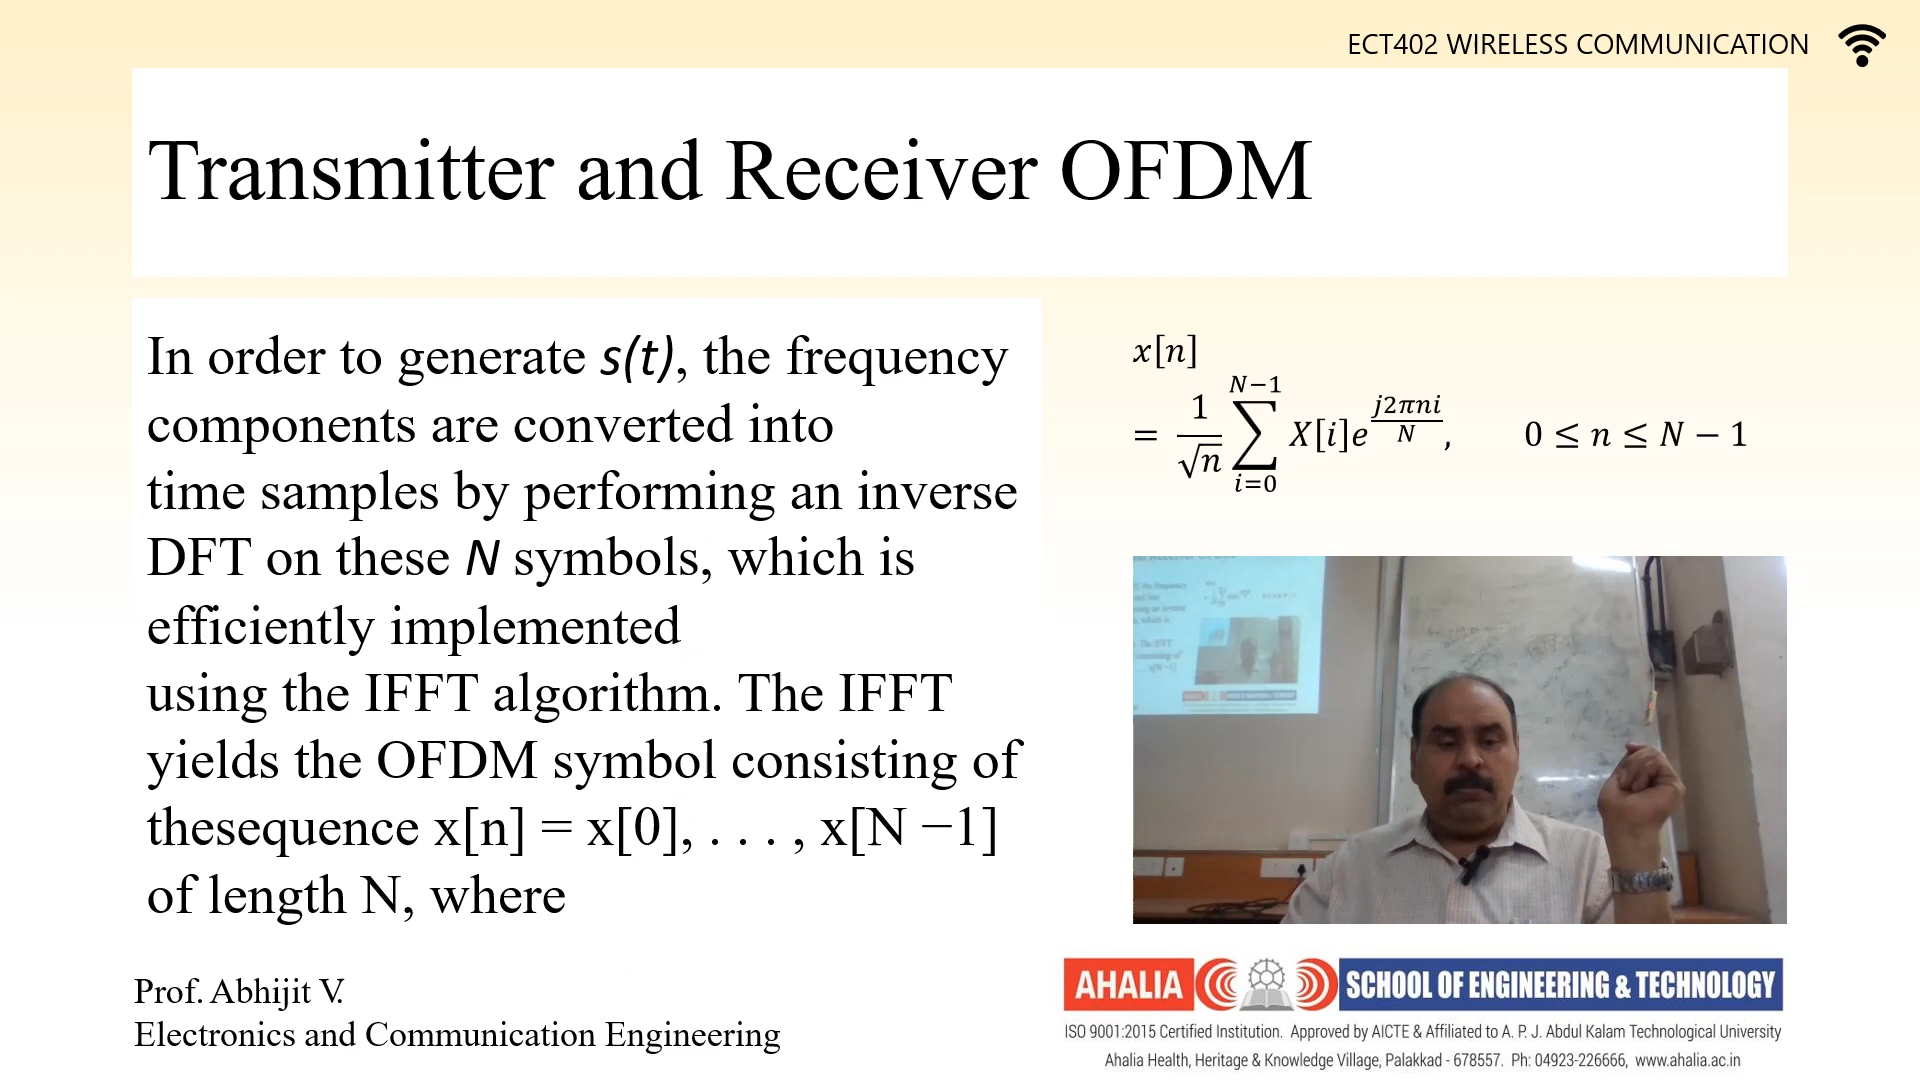 ECT402 WIRELESS COMMUNICATION
Transmitter and Receiver OFDM
In order to generate s(t), the frequency
components are converted into
time samples by performing an inverse
DFT on these N symbols, which is
efficiently implemented
using the IFFT algorithm. The IFFT
yields the OFDM symbol consisting of
thesequence x[n] = x[0], . . . , x[N −1]
of length N, where
x[n]
= 1/√n ∑_{i=0}^{N−1} X[i]e^{j2πni/N}, 0 ≤ n ≤ N − 1
Prof. Abhijit V.
Electronics and Communication Engineering
AHALIA SCHOOL OF ENGINEERING & TECHNOLOGY
ISO 9001:2015 Certified Institution. Approved by AICTE & Affiliated to A. P. J. Abdul Kalam Technological University
Ahalia Health, Heritage & Knowledge Village, Palakkad - 678557. Ph: 04923-226666, www.ahalia.ac.in